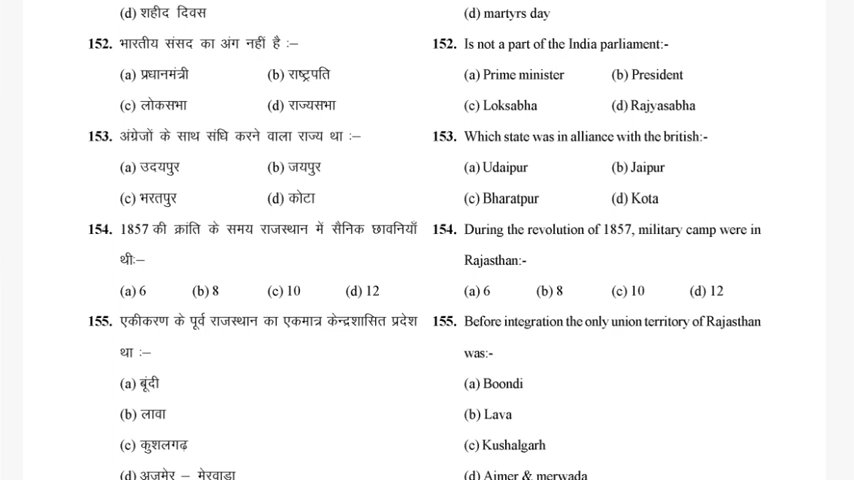 (d) शहीद दिवस
152. भारतीय संसद का अंग नहीं है :–
(a) प्रधानमंत्री (b) राष्ट्रपति
(c) लोकसभा (d) राज्यसभा
153. अंग्रेजों के साथ संधि करने वाला राज्य था :–
(a) उदयपुर (b) जयपुर
(c) भरतपुर (d) कोटा
154. 1857 की क्रांति के समय राजस्थान में सैनिक छावनियाँ
थीः–
(a) 6 (b) 8 (c) 10 (d) 12
155. एकीकरण के पूर्व राजस्थान का एकमात्र केन्द्रशासित प्रदेश
था :–
(a) बूंदी
(b) लावा
(c) कुशलगढ़
(d) अजमेर – मेरवाडा
(d) martyrs day
152. Is not a part of the India parliament:-
(a) Prime minister (b) President
(c) Loksabha (d) Rajyasabha
153. Which state was in alliance with the british:-
(a) Udaipur (b) Jaipur
(c) Bharatpur (d) Kota
154. During the revolution of 1857, military camp were in
Rajasthan:-
(a) 6 (b) 8 (c) 10 (d) 12
155. Before integration the only union territory of Rajasthan
was:-
(a) Boondi
(b) Lava
(c) Kushalgarh
(d) Ajmer & merwada